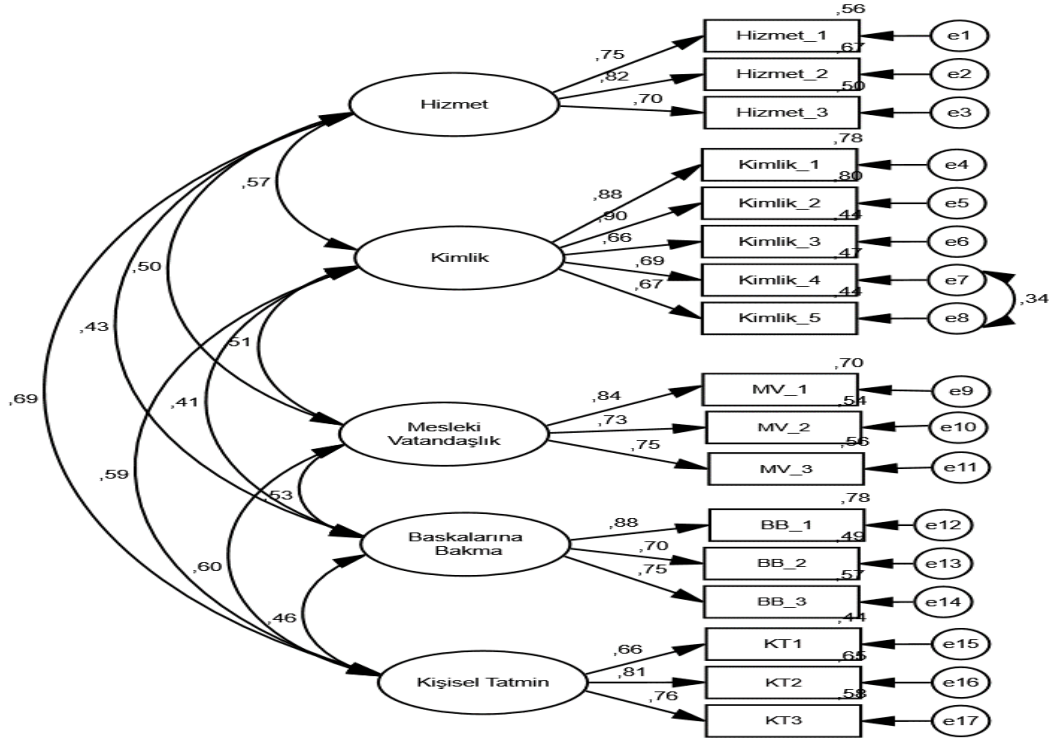 ,56
Hizmet_1
e1
,75
,67
Hizmet_2
e2
,82
,50
Hizmet_3
e3
,70
Hizmet
,78
Kimlik_1
e4
,88
,80
Kimlik_2
e5
,90
,44
Kimlik_3
e6
,66
,47
Kimlik_4
e7
,69
,44
Kimlik_5
e8
,67
,34
Kimlik
,57
,50
,43
,51
,41
,69
,59
,70
MV_1
e9
,84
,54
MV_2
e10
,73
,56
MV_3
e11
,75
Mesleki
Vatandaşlık
,53
,60
,78
BB_1
e12
,88
,49
BB_2
e13
,70
,57
BB_3
e14
,75
Baskalarına
Bakma
,46
,44
KT1
e15
,66
,65
KT2
e16
,81
,58
KT3
e17
,76
Kişisel Tatmin